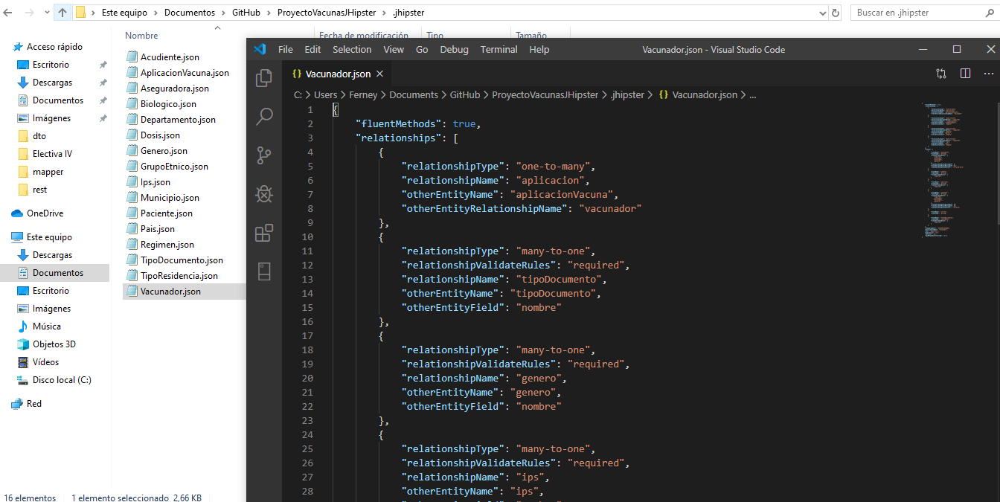 Este equipo > Documentos > GitHub > ProyectoVacunasJHipster > .jhipster
Buscar en .jhipster
Nombre
Fecha de modificación
Tipo
Tamaño
Acceso rápido
Escritorio
Descargas
Documentos
Imágenes
dto
Electiva IV
mapper
rest
OneDrive
Este equipo
Descargas
Documentos
Escritorio
Imágenes
Música
Objetos 3D
Vídeos
Disco local (C:)
Red
Acudiente.json
AplicacionVacuna.json
Aseguradora.json
Biologico.json
Departamento.json
Dosis.json
Genero.json
GrupoEtnico.json
Ips.json
Municipio.json
Paciente.json
Pais.json
Regimen.json
TipoDocumento.json
TipoResidencia.json
Vacunador.json
16 elementos
1 elemento seleccionado 2,66 KB
File Edit Selection View Go Debug Terminal Help
Vacunador.json - Visual Studio Code
{} Vacunador.json
C: > Users > Ferney > Documents > GitHub > ProyectoVacunasJHipster > .jhipster > {} Vacunador.json > ...
1 {
2 "fluentMethods": true,
3 "relationships": [
4 {
5 "relationshipType": "one-to-many",
6 "relationshipName": "aplicacion",
7 "otherEntityName": "aplicacionVacuna",
8 "otherEntityRelationshipName": "vacunador"
9 },
10 {
11 "relationshipType": "many-to-one",
12 "relationshipValidateRules": "required",
13 "relationshipName": "tipoDocumento",
14 "otherEntityName": "tipoDocumento",
15 "otherEntityField": "nombre"
16 },
17 {
18 "relationshipType": "many-to-one",
19 "relationshipValidateRules": "required",
20 "relationshipName": "genero",
21 "otherEntityName": "genero",
22 "otherEntityField": "nombre"
23 },
24 {
25 "relationshipType": "many-to-one",
26 "relationshipValidateRules": "required",
27 "relationshipName": "ips",
28 "otherEntityName": "ips",